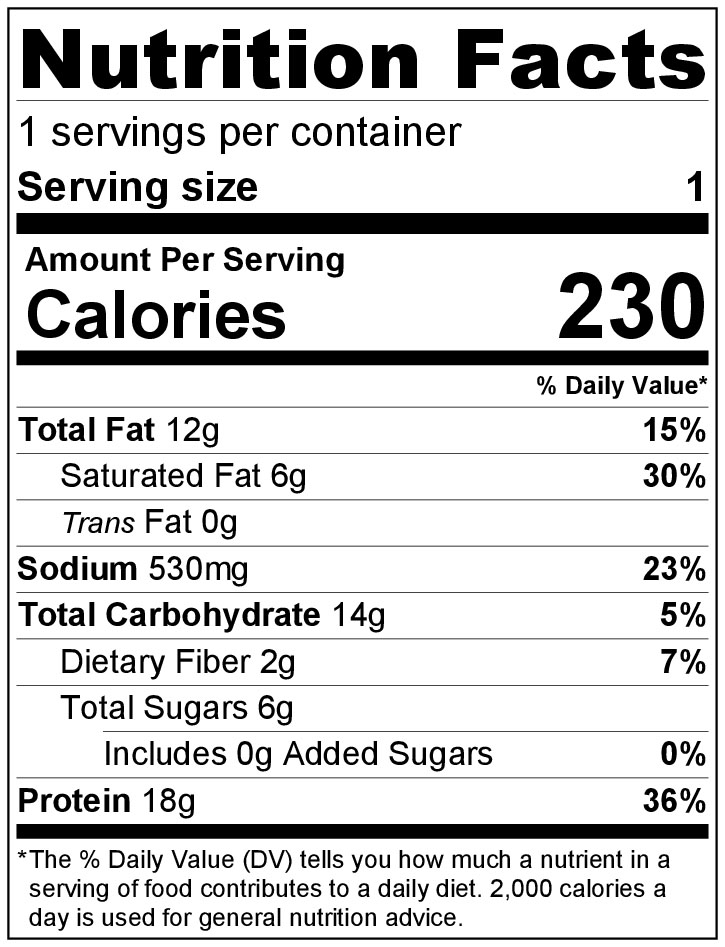 Nutrition Facts
1 servings per container
Serving size 1
Amount Per Serving
Calories 230
% Daily Value*
Total Fat 12g 15%
Saturated Fat 6g 30%
Trans Fat 0g
Sodium 530mg 23%
Total Carbohydrate 14g 5%
Dietary Fiber 2g 7%
Total Sugars 6g
Includes 0g Added Sugars 0%
Protein 18g 36%
*The % Daily Value (DV) tells you how much a nutrient in a
serving of food contributes to a daily diet. 2,000 calories a
day is used for general nutrition advice.